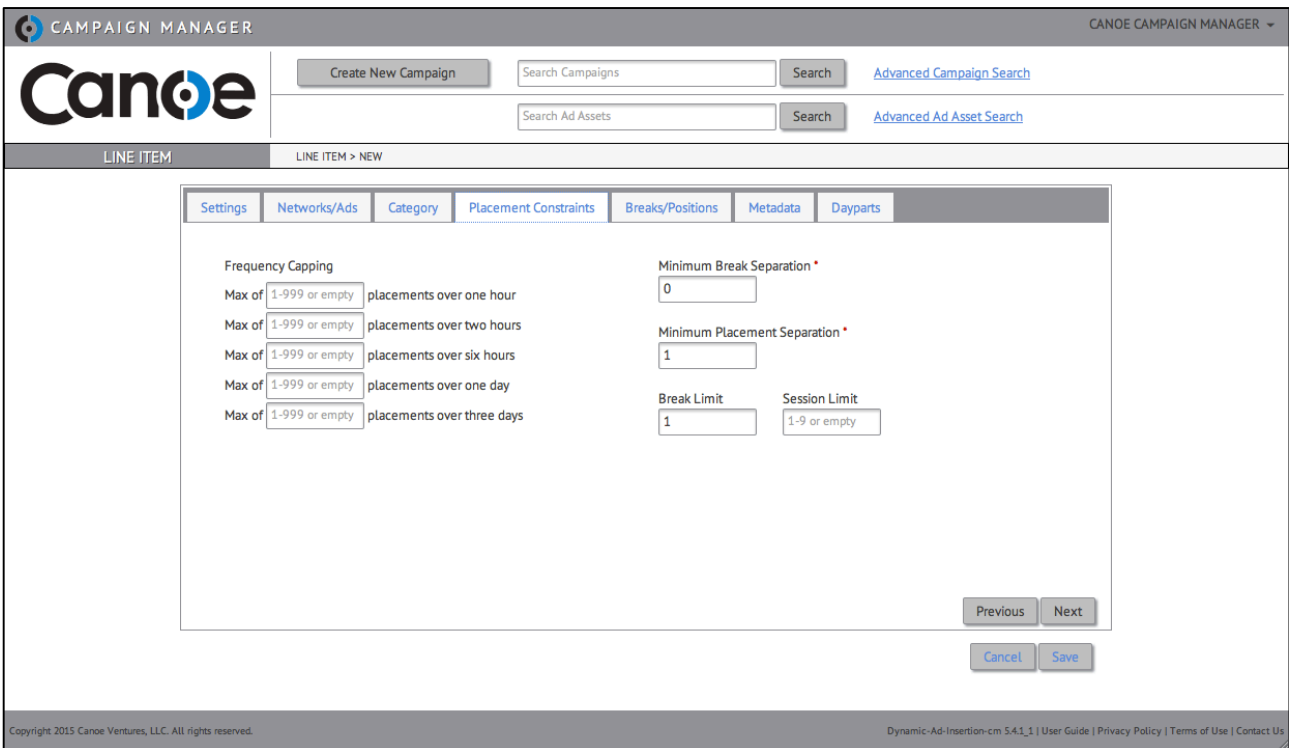 CAMPAIGN MANAGER
CANOE CAMPAIGN MANAGER
Canoe
Create New Campaign
Search Campaigns
Search
Advanced Campaign Search
Search Ad Assets
Search
Advanced Ad Asset Search
LINE ITEM
LINE ITEM > NEW
Settings
Networks/Ads
Category
Placement Constraints
Breaks/Positions
Metadata
Dayparts
Frequency Capping
Max of 1-999 or empty placements over one hour
Max of 1-999 or empty placements over two hours
Max of 1-999 or empty placements over six hours
Max of 1-999 or empty placements over one day
Max of 1-999 or empty placements over three days
Minimum Break Separation *
0
Minimum Placement Separation *
1
Break Limit
Session Limit
1
1-9 or empty
Previous
Next
Cancel
Save
Copyright 2015 Canoe Ventures, LLC. All rights reserved.
Dynamic-Ad-Insertion-cm 5.4.1_1 | User Guide | Privacy Policy | Terms of Use | Contact Us